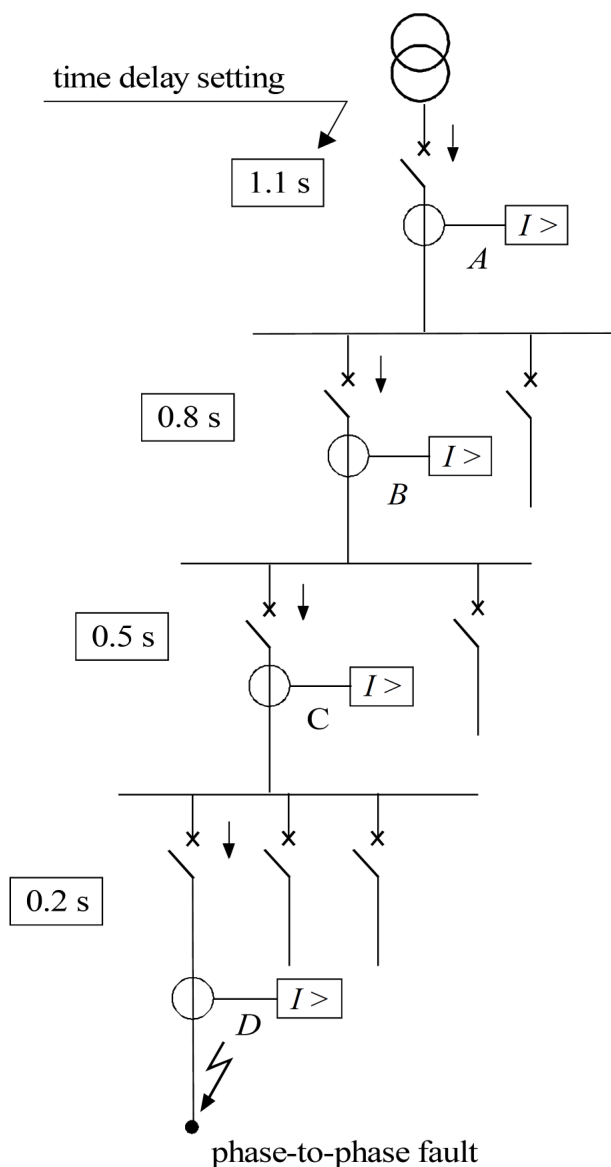 time delay setting
1.1 s
I >
A
0.8 s
I >
B
0.5 s
I >
C
0.2 s
I >
D
phase-to-phase fault